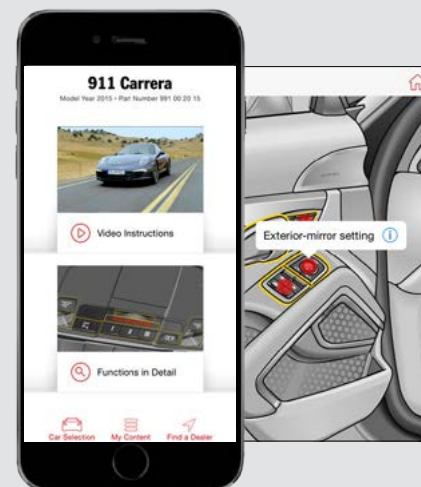 911 Carrera
Model Year 2015 • Part Number 991 00 20 15
Video Instructions
Functions in Detail
Car Selection
My Content
Find a Dealer
Exterior-mirror setting